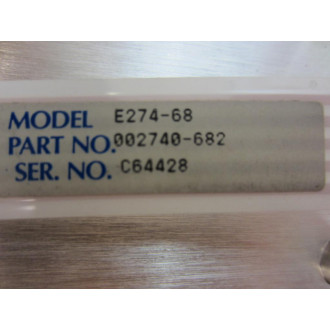 MODEL E274-68
PART NO. 002740-682
SER. NO. C64428